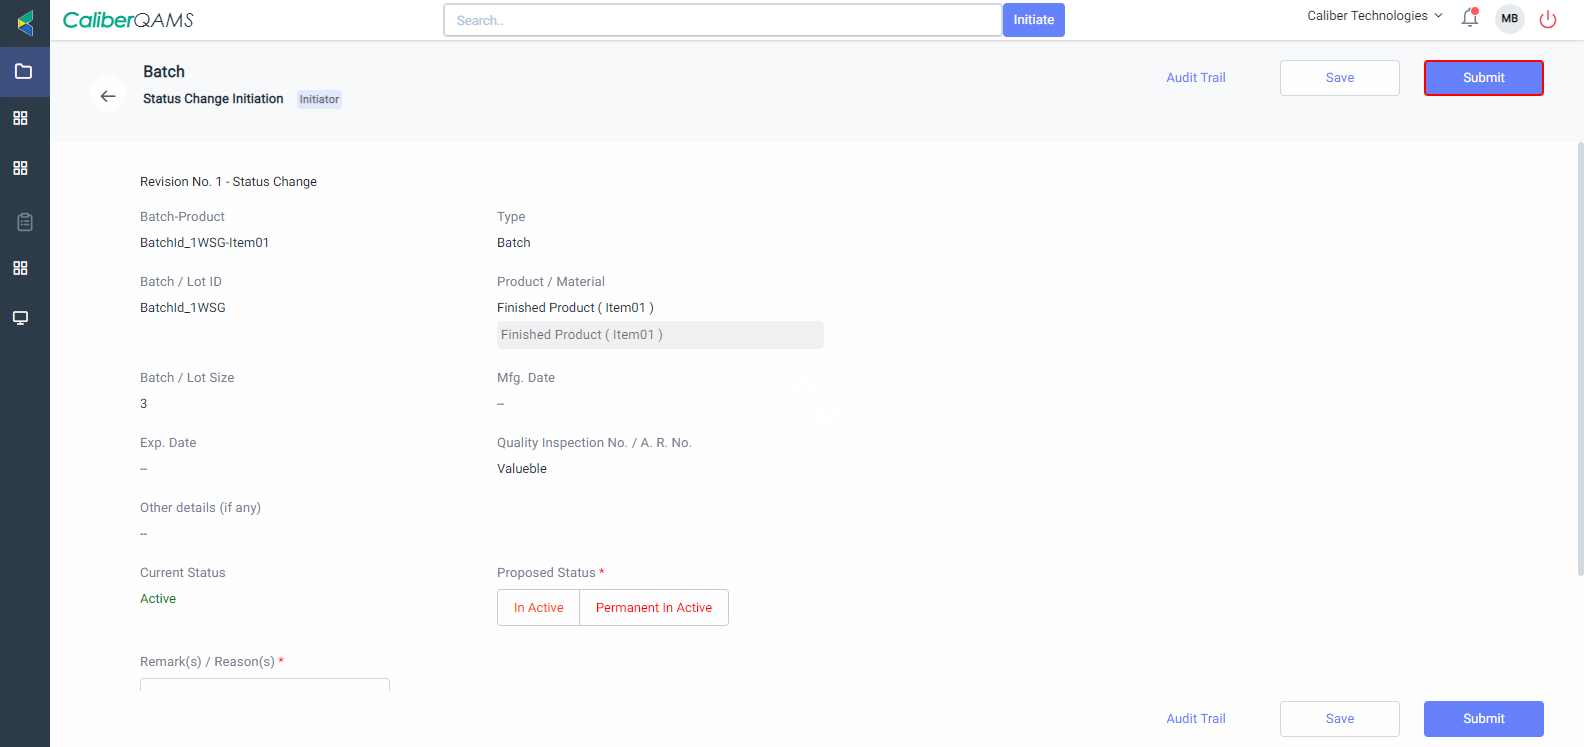 CaliberQAMS
Search..
Initiate
Caliber Technologies
MB
Batch
Status Change Initiation
Initiator
Audit Trail
Save
Submit
Revision No. 1 - Status Change
Batch-Product
Type
BatchId_1WSG-Item01
Batch
Batch / Lot ID
Product / Material
BatchId_1WSG
Finished Product ( Item01 )
Finished Product ( Item01 )
Batch / Lot Size
Mfg. Date
3
--
Exp. Date
Quality Inspection No. / A. R. No.
--
Valueble
Other details (if any)
--
Current Status
Proposed Status *
Active
In Active
Permanent In Active
Remark(s) / Reason(s) *
Audit Trail
Save
Submit